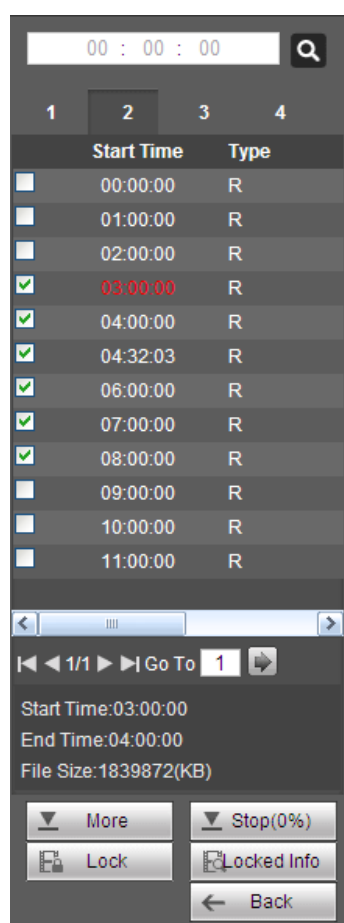 00 : 00 : 00
1 2 3 4
Start Time Type
00:00:00 R
01:00:00 R
02:00:00 R
03:00:00 R
04:00:00 R
04:32:03 R
06:00:00 R
07:00:00 R
08:00:00 R
09:00:00 R
10:00:00 R
11:00:00 R
1/1 Go To 1
Start Time:03:00:00
End Time:04:00:00
File Size:1839872(KB)
More Stop(0%)
Lock Locked Info
Back